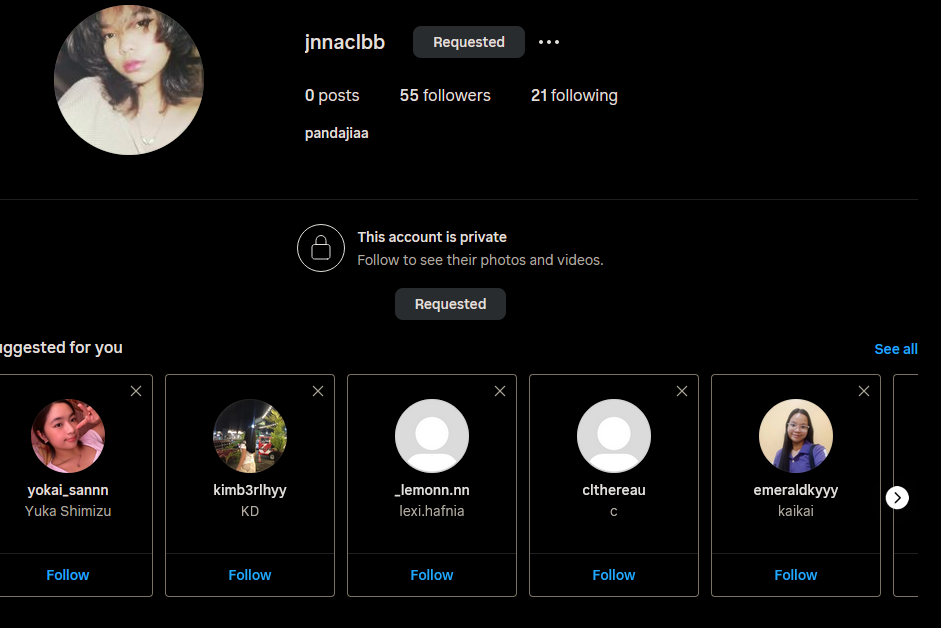 jnnaclbb Requested
0 posts 55 followers 21 following
pandajiaa
This account is private
Follow to see their photos and videos.
Requested
uggested for you See all
yokai_sannn kimb3rlhyy _lemonn.nn clthereau emeraldkyyy
Yuka Shimizu KD lexi.hafnia c kaikai
Follow Follow Follow Follow Follow